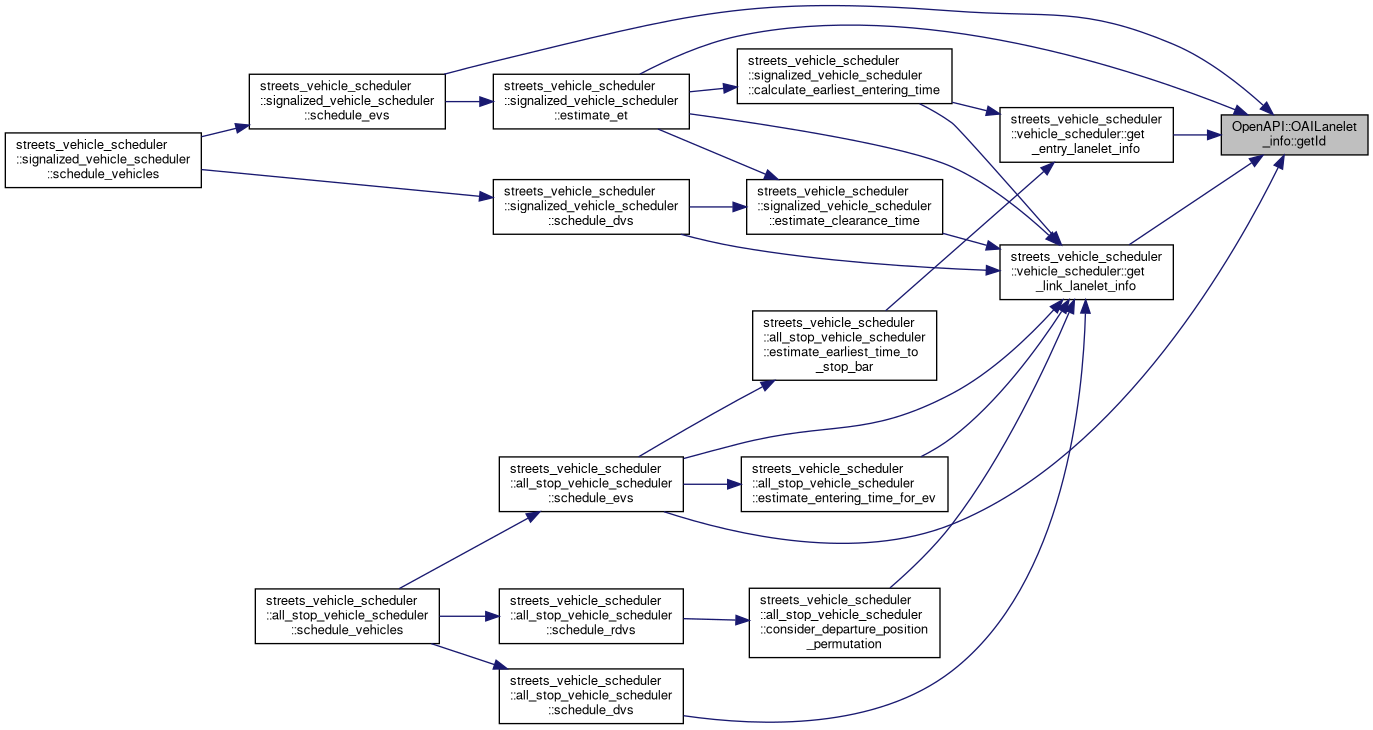 streets_vehicle_scheduler
::signalized_vehicle_scheduler
::schedule_vehicles
streets_vehicle_scheduler
::signalized_vehicle_scheduler
::schedule_evs
streets_vehicle_scheduler
::signalized_vehicle_scheduler
::estimate_et
streets_vehicle_scheduler
::signalized_vehicle_scheduler
::calculate_earliest_entering_time
streets_vehicle_scheduler
::vehicle_scheduler::get
_entry_lanelet_info
OpenAPI::OAILanelet
_info::getId
streets_vehicle_scheduler
::signalized_vehicle_scheduler
::schedule_dvs
streets_vehicle_scheduler
::signalized_vehicle_scheduler
::estimate_clearance_time
streets_vehicle_scheduler
::vehicle_scheduler::get
_link_lanelet_info
streets_vehicle_scheduler
::all_stop_vehicle_scheduler
::estimate_earliest_time_to
_stop_bar
streets_vehicle_scheduler
::all_stop_vehicle_scheduler
::schedule_evs
streets_vehicle_scheduler
::all_stop_vehicle_scheduler
::estimate_entering_time_for_ev
streets_vehicle_scheduler
::all_stop_vehicle_scheduler
::schedule_vehicles
streets_vehicle_scheduler
::all_stop_vehicle_scheduler
::schedule_rdvs
streets_vehicle_scheduler
::all_stop_vehicle_scheduler
::consider_departure_position
_permutation
streets_vehicle_scheduler
::all_stop_vehicle_scheduler
::schedule_dvs